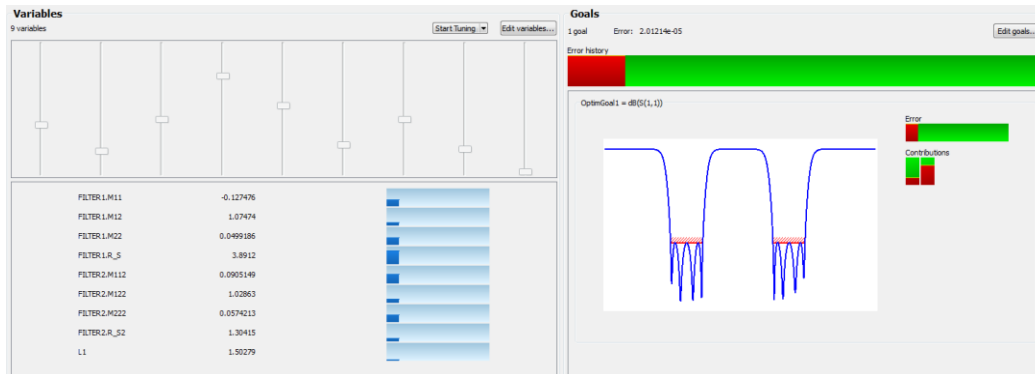 Variables
9 variables
Start Tuning
Edit variables...
FILTER1.M11 -0.127476
FILTER1.M12 1.07474
FILTER1.M22 0.0499186
FILTER1.R_S 3.8912
FILTER2.M112 0.0905149
FILTER2.M122 1.02863
FILTER2.M222 0.0574213
FILTER2.R_S2 1.30415
L1 1.50279
Goals
1 goal Error: 2.01214e-05
Edit goals...
Error history
OptimGoal1 = dB(S(1,1))
Error
Contributions